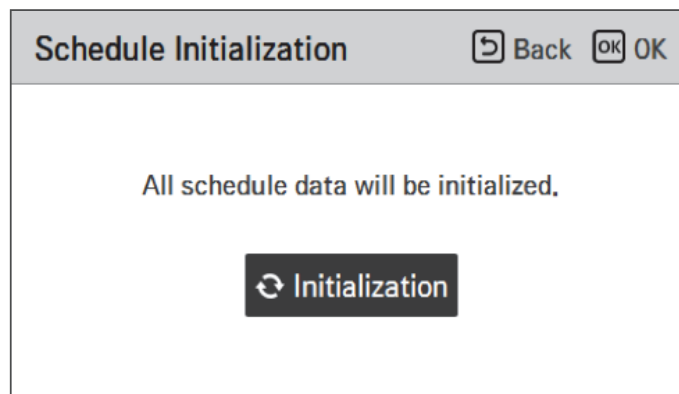 Schedule Initialization Back OK OK
All schedule data will be initialized.
Initialization